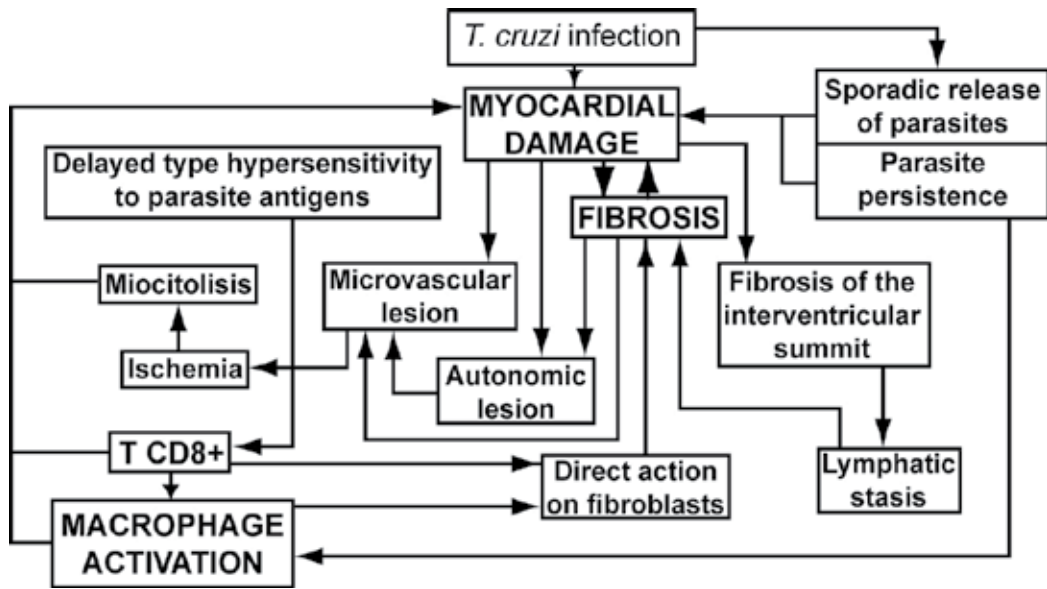 T. cruzi infection
MYOCARDIAL
DAMAGE
Sporadic release
of parasites
Parasite
persistence
Delayed type hypersensitivity
to parasite antigens
FIBROSIS
Microvascular
lesion
Fibrosis of the
interventricular
summit
Miocitolisis
Ischemia
Autonomic
lesion
T CD8+
Direct action
on fibroblasts
Lymphatic
stasis
MACROPHAGE
ACTIVATION